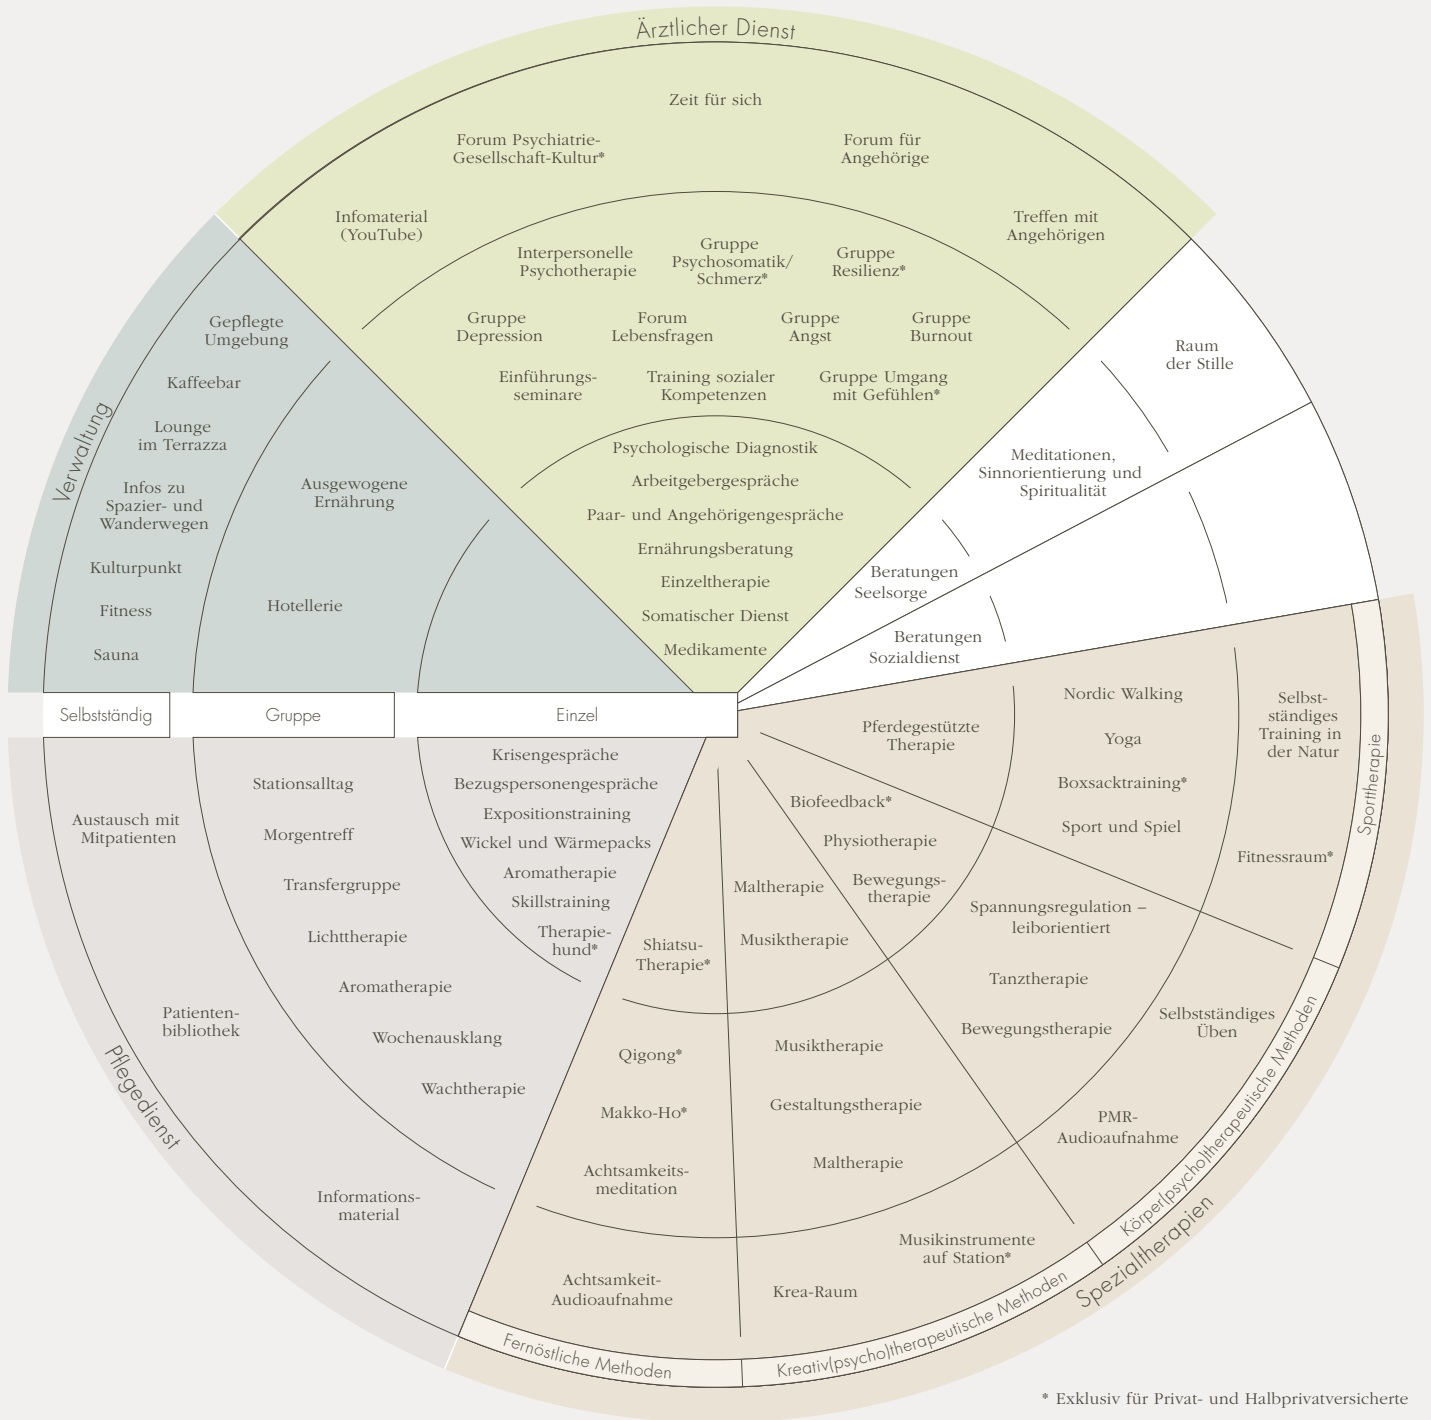 Ärztlicher Dienst
Zeit für sich
Forum Psychiatrie-
Gesellschaft-Kultur*
Forum für
Angehörige
Infomaterial
(YouTube)
Treffen mit
Angehörigen
Interpersonelle
Psychotherapie
Gruppe
Psychosomatik/
Schmerz*
Gruppe
Resilienz*
Gruppe
Depression
Forum
Lebensfragen
Gruppe
Angst
Gruppe
Burnout
Einführungs-
seminare
Training sozialer
Kompetenzen
Gruppe Umgang
mit Gefühlen*
Psychologische Diagnostik
Arbeitgebergespräche
Paar- und Angehörigengespräche
Ernährungsberatung
Einzeltherapie
Somatischer Dienst
Medikamente
Verwaltung
Gepflegte
Umgebung
Kaffeebar
Lounge
im Terrazza
Infos zu
Spazier- und
Wanderwegen
Kulturpunkt
Fitness
Sauna
Ausgewogene
Ernährung
Hotellerie
Raum
der Stille
Meditationen,
Sinnorientierung und
Spiritualität
Beratungen
Seelsorge
Beratungen
Sozialdienst
Selbstständig
Gruppe
Einzel
Krisengespräche
Bezugspersonengespräche
Expositionstraining
Wickel und Wärmepacks
Aromatherapie
Skillstraining
Therapie-
hund*
Stationsalltag
Morgentreff
Transfergruppe
Lichttherapie
Aromatherapie
Wochenausklang
Wachtherapie
Austausch mit
Mitpatienten
Patienten-
bibliothek
Informations-
material
Pflegedienst
Pferdegestützte
Therapie
Nordic Walking
Yoga
Boxsacktraining*
Sport und Spiel
Selbst-
ständiges
Training in
der Natur
Fitnessraum*
Sporttherapie
Biofeedback*
Physiotherapie
Bewegungs-
therapie
Spannungsregulation –
leiborientiert
Tanztherapie
Bewegungstherapie
Selbstständiges
Üben
PMR-
Audioaufnahme
Körper(psycho)therapeutische Methoden
Maltherapie
Musiktherapie
Musiktherapie
Gestaltungstherapie
Maltherapie
Musikinstrumente
auf Station*
Krea-Raum
Kreativ(psycho)therapeutische Methoden
Shiatsu-
Therapie*
Qigong*
Makko-Ho*
Achtsamkeits-
meditation
Achtsamkeit-
Audioaufnahme
Fernöstliche Methoden
Spezialtherapien
* Exklusiv für Privat- und Halbprivatversicherte